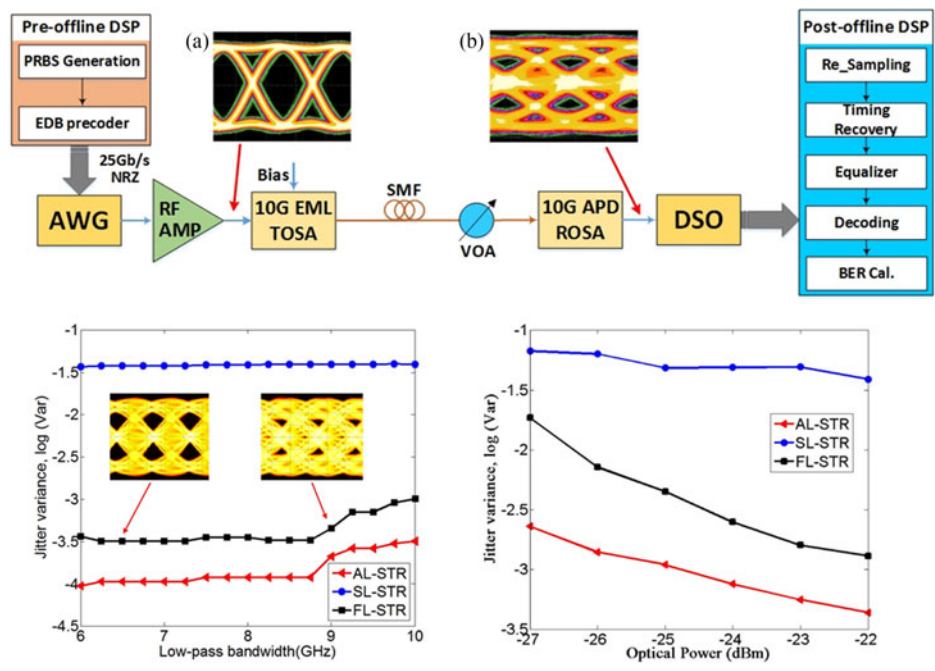 Pre-offline DSP
PRBS Generation
EDB precoder
25Gb/s
NRZ
AWG
RF
AMP
(a)
Bias
10G EML
TOSA
SMF
VOA
(b)
10G APD
ROSA
DSO
Post-offline DSP
Re_Sampling
Timing
Recovery
Equalizer
Decoding
BER Cal.
Jitter variance, log (Var)
-1
-1.5
-2
-2.5
-3
-3.5
-4
-4.5
6
7
8
9
10
Low-pass bandwidth(GHz)
AL-STR
SL-STR
FL-STR
Jitter variance, log (Var)
-1
-1.5
-2
-2.5
-3
-3.5
-27
-26
-25
-24
-23
-22
Optical Power (dBm)
AL-STR
SL-STR
FL-STR